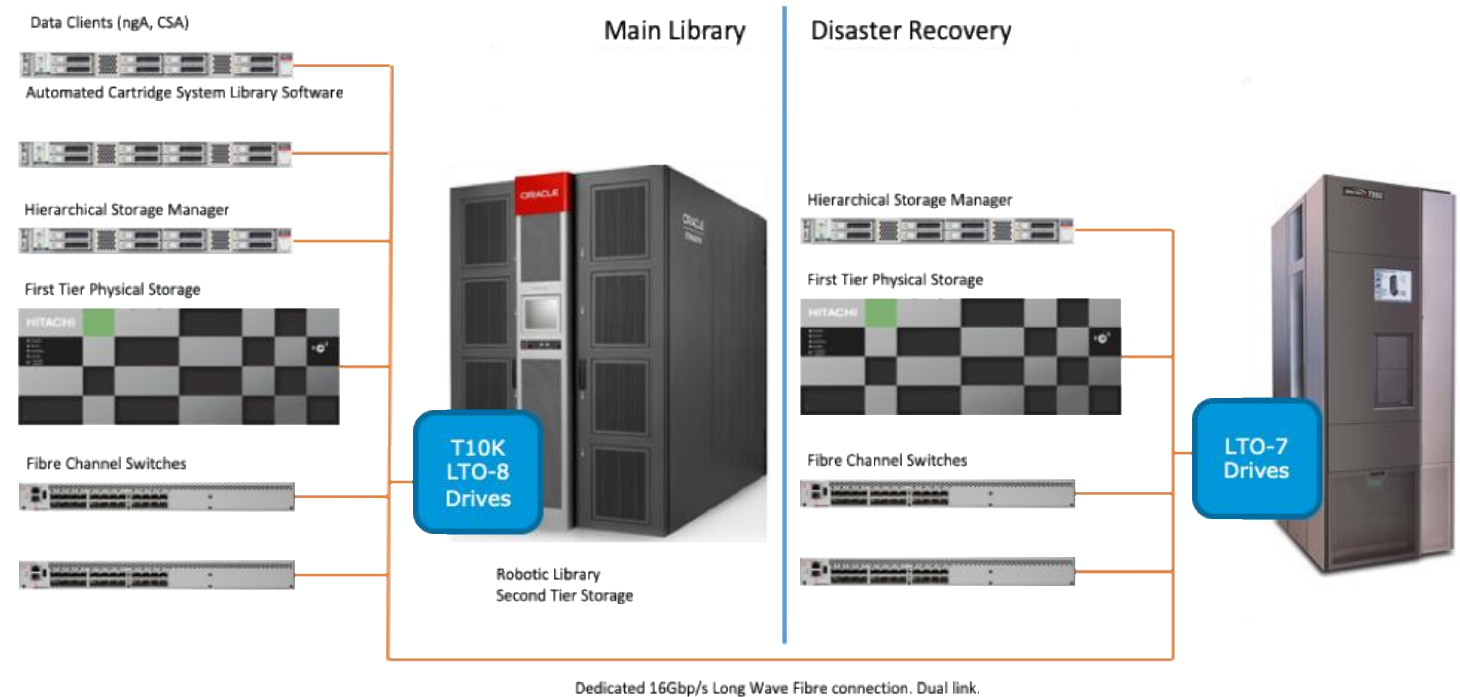 Data Clients (ngA, CSA)
Automated Cartridge System Library Software
Hierarchical Storage Manager
First Tier Physical Storage
HITACHI
Fibre Channel Switches
Main Library
ORACLE
ORACLE
T10K
LTO-8
Drives
Robotic Library
Second Tier Storage
Disaster Recovery
Hierarchical Storage Manager
First Tier Physical Storage
HITACHI
Fibre Channel Switches
LTO-7
Drives
Dedicated 16Gbp/s Long Wave Fibre connection. Dual link.